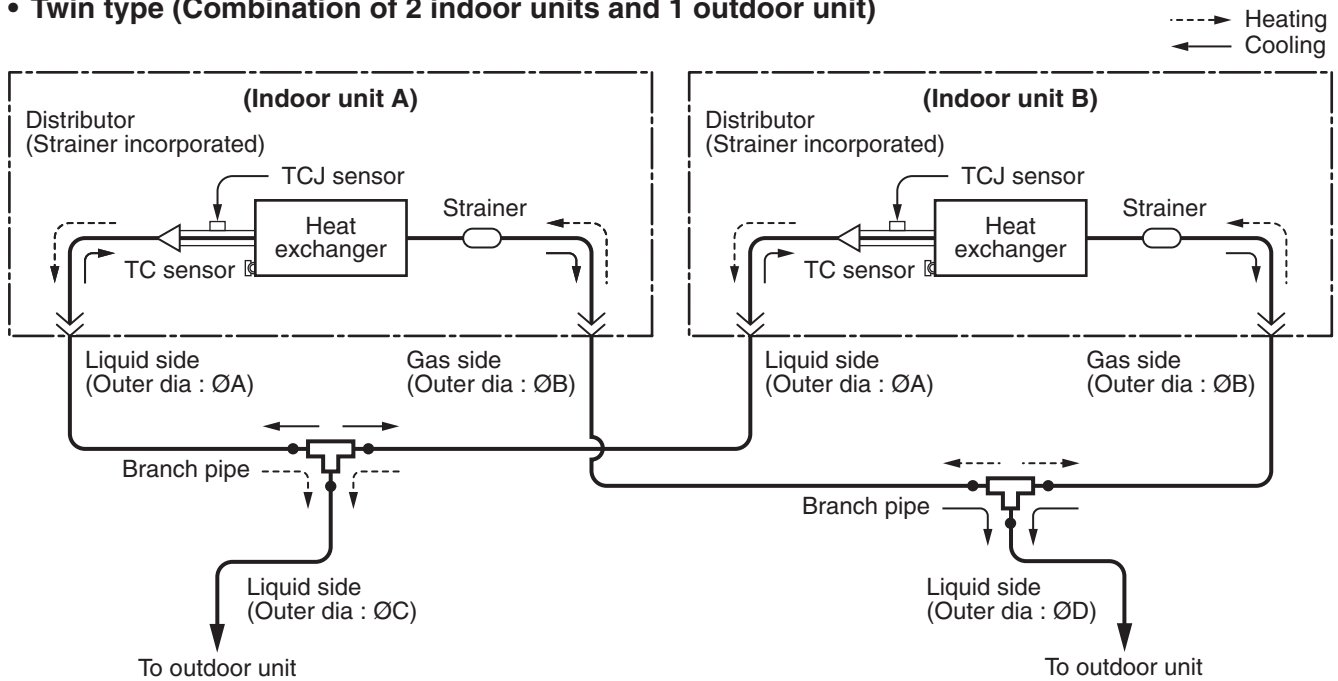 • Twin type (Combination of 2 indoor units and 1 outdoor unit)
Heating
Cooling
(Indoor unit A)
Distributor
(Strainer incorporated)
TCJ sensor
Heat
exchanger
Strainer
TC sensor
Liquid side
(Outer dia : ØA)
Gas side
(Outer dia : ØB)
(Indoor unit B)
Distributor
(Strainer incorporated)
TCJ sensor
Heat
exchanger
Strainer
TC sensor
Liquid side
(Outer dia : ØA)
Gas side
(Outer dia : ØB)
Branch pipe
Liquid side
(Outer dia : ØC)
To outdoor unit
Branch pipe
Liquid side
(Outer dia : ØD)
To outdoor unit